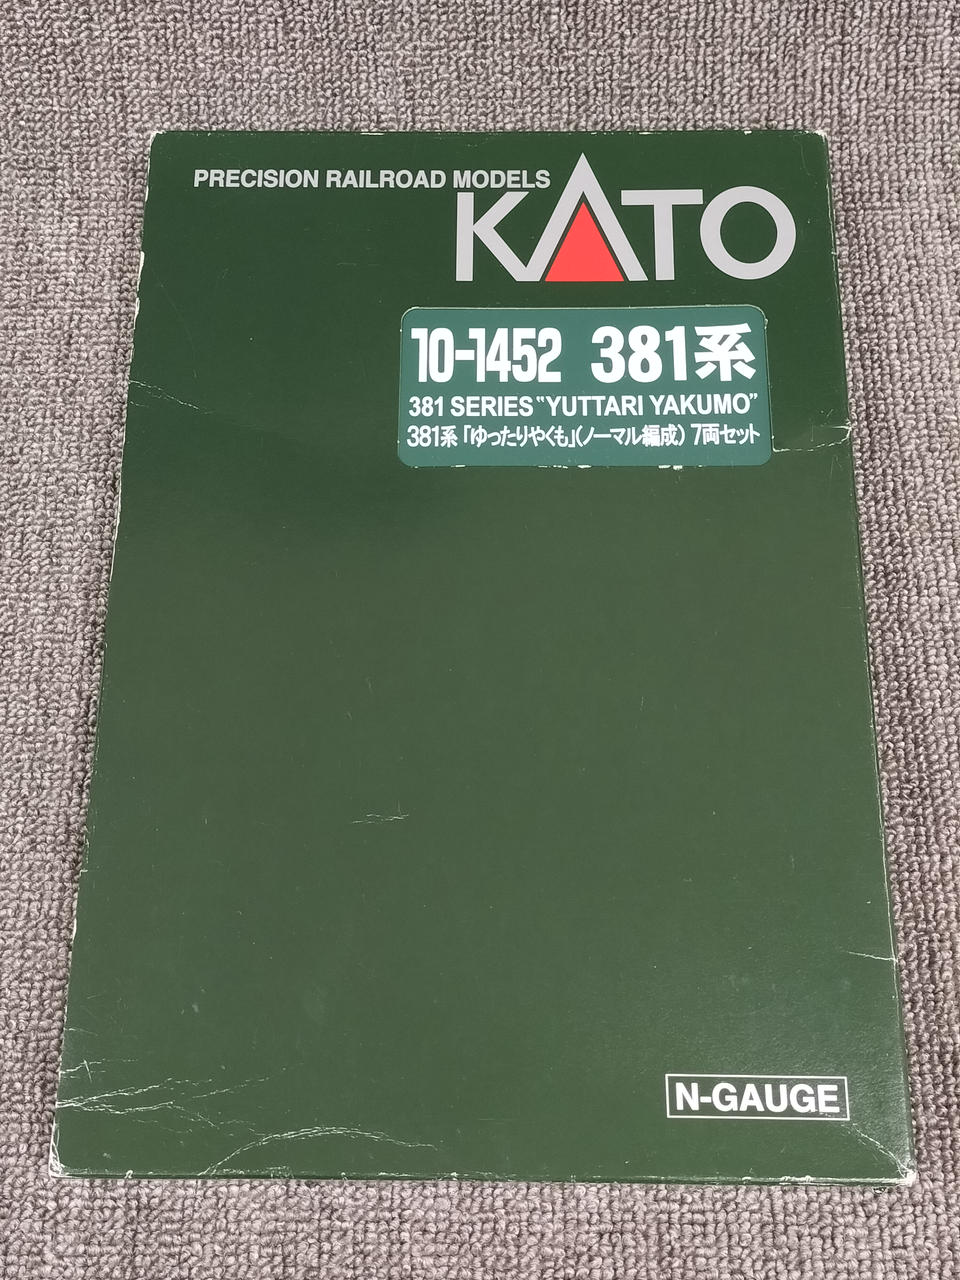 PRECISION RAILROAD MODELS
KATO
10-1452 381系
381 SERIES "YUTTARI YAKUMO"
381系「ゆったりやくも」(ノーマル編成) 7両セット
N-GAUGE